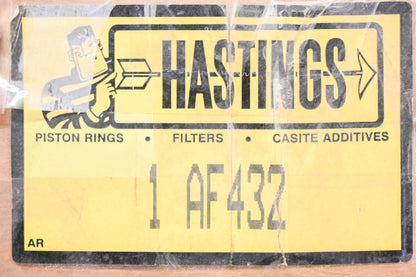 HASTINGS
PISTON RINGS • FILTERS • CASITE ADDITIVES
1 AF432
AR